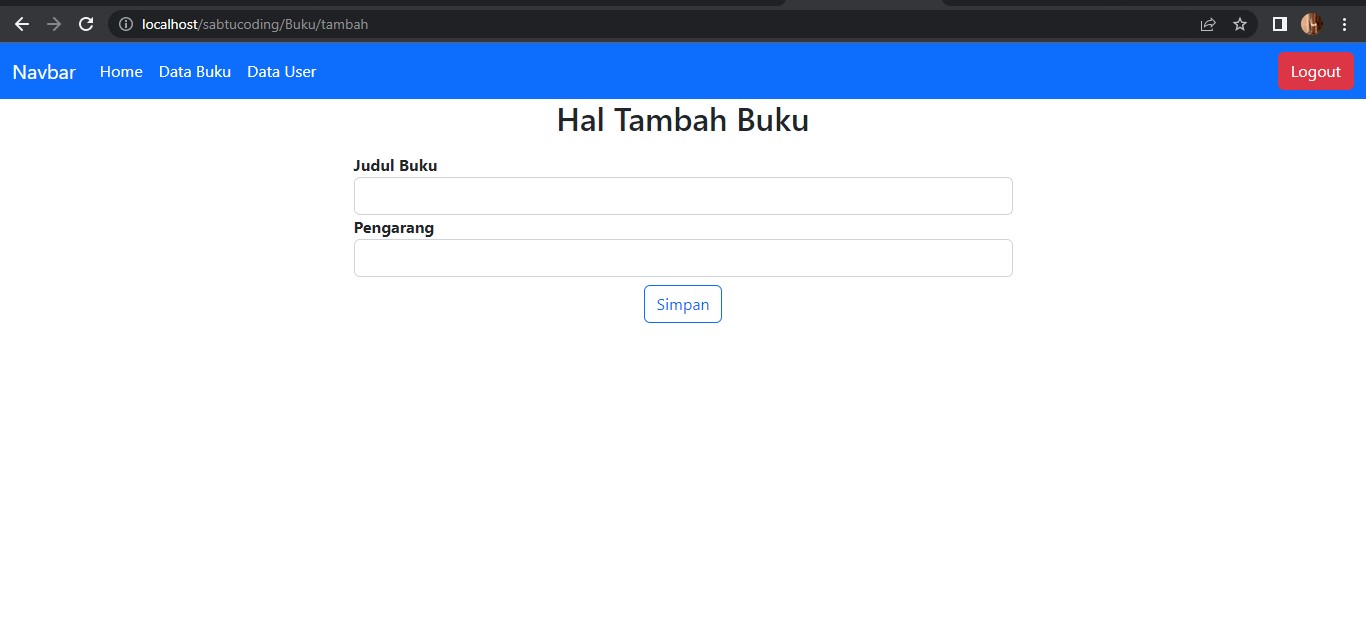 localhost/sabtucoding/Buku/tambah
Navbar Home Data Buku Data User Logout
Hal Tambah Buku
Judul Buku
Pengarang
Simpan